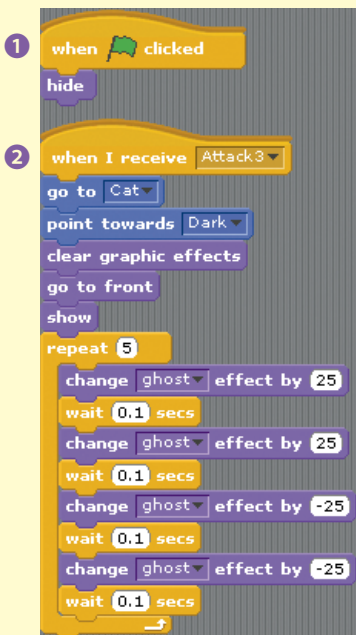 1 when clicked
hide
2 when I receive Attack3
go to Cat
point towards Dark
clear graphic effects
go to front
show
repeat 5
change ghost effect by 25
wait 0.1 secs
change ghost effect by 25
wait 0.1 secs
change ghost effect by -25
wait 0.1 secs
change ghost effect by -25
wait 0.1 secs